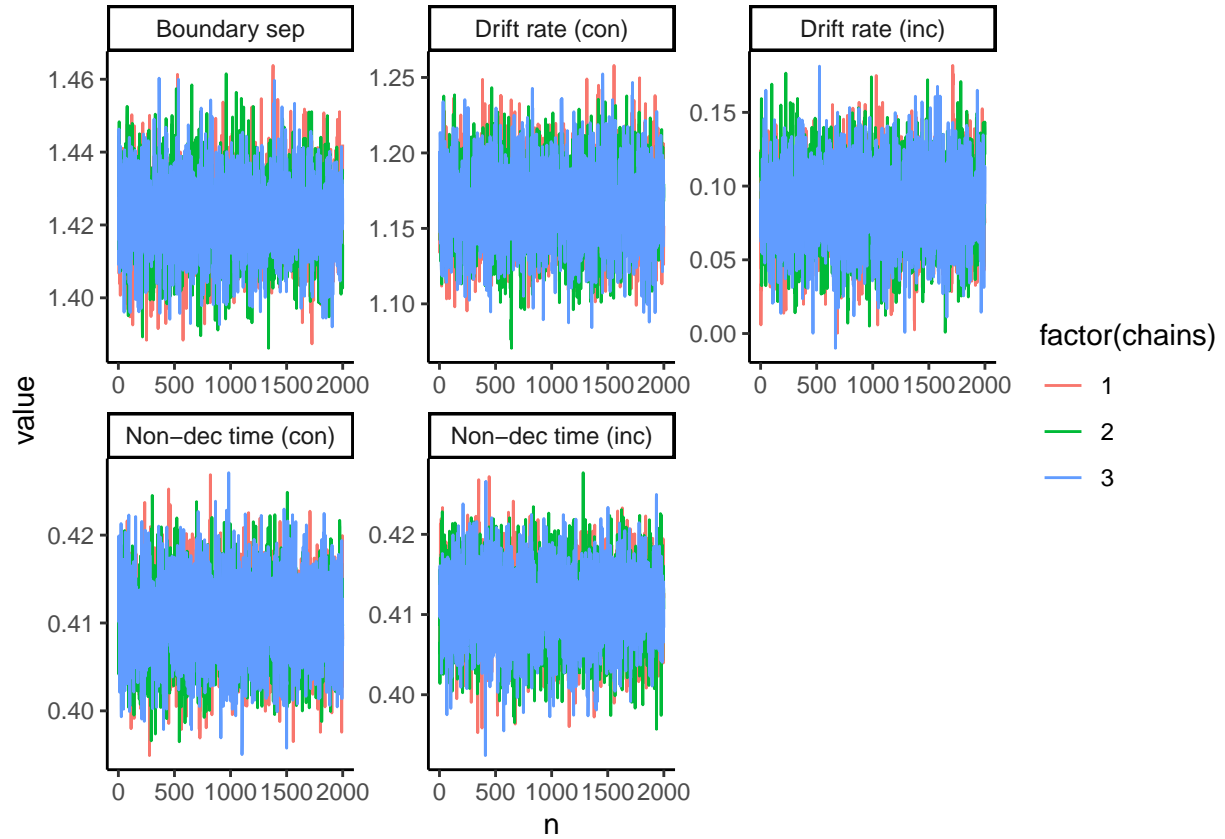 Boundary sep
Drift rate (con)
Drift rate (inc)
1.46
1.44
1.42
1.40
1.25
1.20
1.15
1.10
0.15
0.10
0.05
0.00
0 500 1000 1500 2000
0 500 1000 1500 2000
0 500 1000 1500 2000
value
Non−dec time (con)
Non−dec time (inc)
0.42
0.41
0.40
0.42
0.41
0.40
0 500 1000 1500 2000
0 500 1000 1500 2000
n
factor(chains)
1
2
3